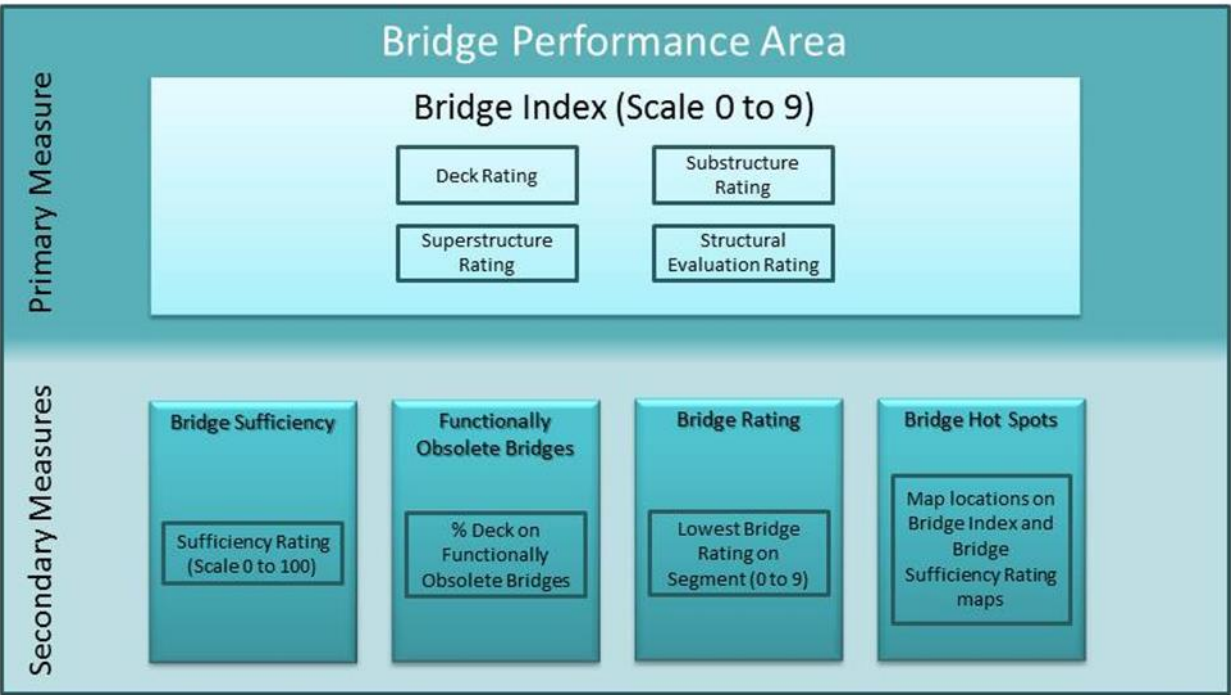 Bridge Performance Area
Primary Measure
Bridge Index (Scale 0 to 9)
Deck Rating
Substructure
Rating
Superstructure
Rating
Structural
Evaluation Rating
Secondary Measures
Bridge Sufficiency
Sufficiency Rating
(Scale 0 to 100)
Functionally
Obsolete Bridges
% Deck on
Functionally
Obsolete Bridges
Bridge Rating
Lowest Bridge
Rating on
Segment (0 to 9)
Bridge Hot Spots
Map locations on
Bridge Index and
Bridge
Sufficiency Rating
maps